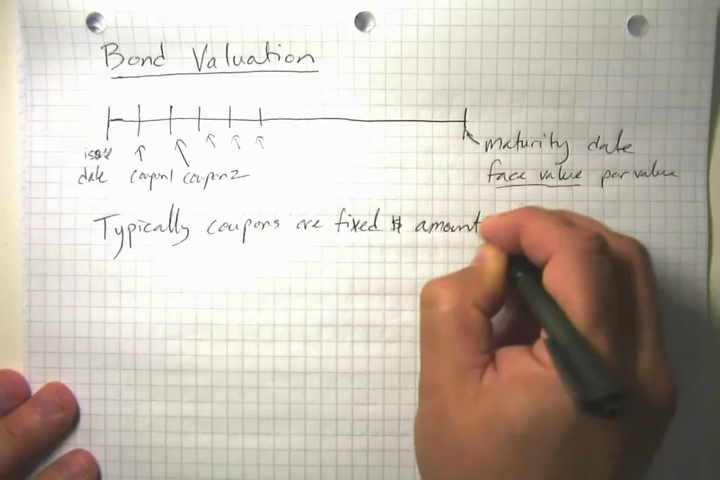 Bond Valuation
issue date
coupon1 coupon2
maturity date
face value par value
Typically coupons are fixed $ amount